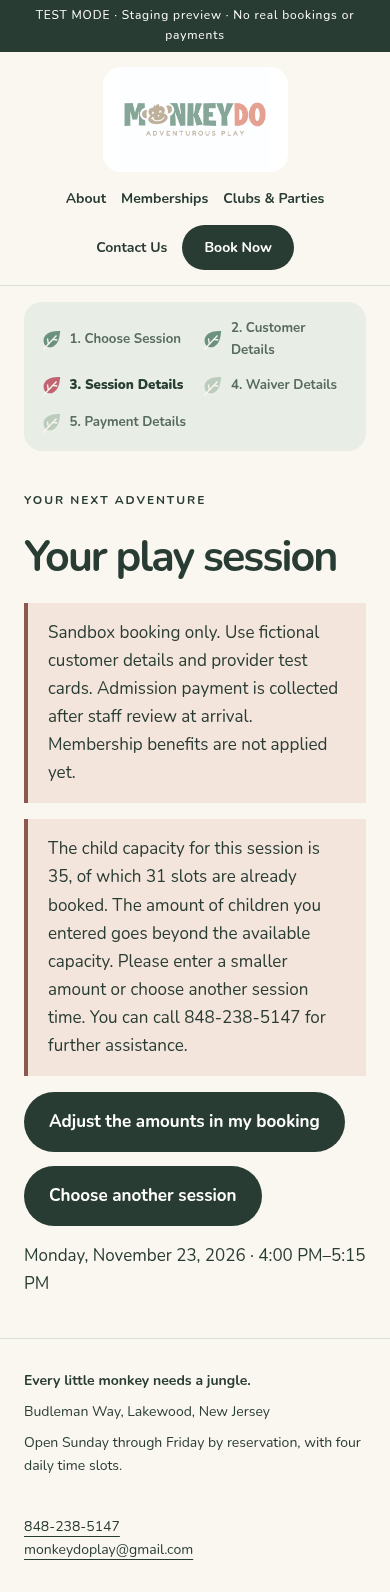 TEST MODE · Staging preview · No real bookings or
payments
MONKEYDO
ADVENTUROUS PLAY
About Memberships Clubs & Parties
Contact Us Book Now
1. Choose Session
2. Customer
Details
3. Session Details
4. Waiver Details
5. Payment Details
YOUR NEXT ADVENTURE
Your play session
Sandbox booking only. Use fictional
customer details and provider test
cards. Admission payment is collected
after staff review at arrival.
Membership benefits are not applied
yet.
The child capacity for this session is
35, of which 31 slots are already
booked. The amount of children you
entered goes beyond the available
capacity. Please enter a smaller
amount or choose another session
time. You can call 848-238-5147 for
further assistance.
Adjust the amounts in my booking
Choose another session
Monday, November 23, 2026 · 4:00 PM–5:15
PM
Every little monkey needs a jungle.
Budleman Way, Lakewood, New Jersey
Open Sunday through Friday by reservation, with four
daily time slots.
848-238-5147
monkeydoplay@gmail.com